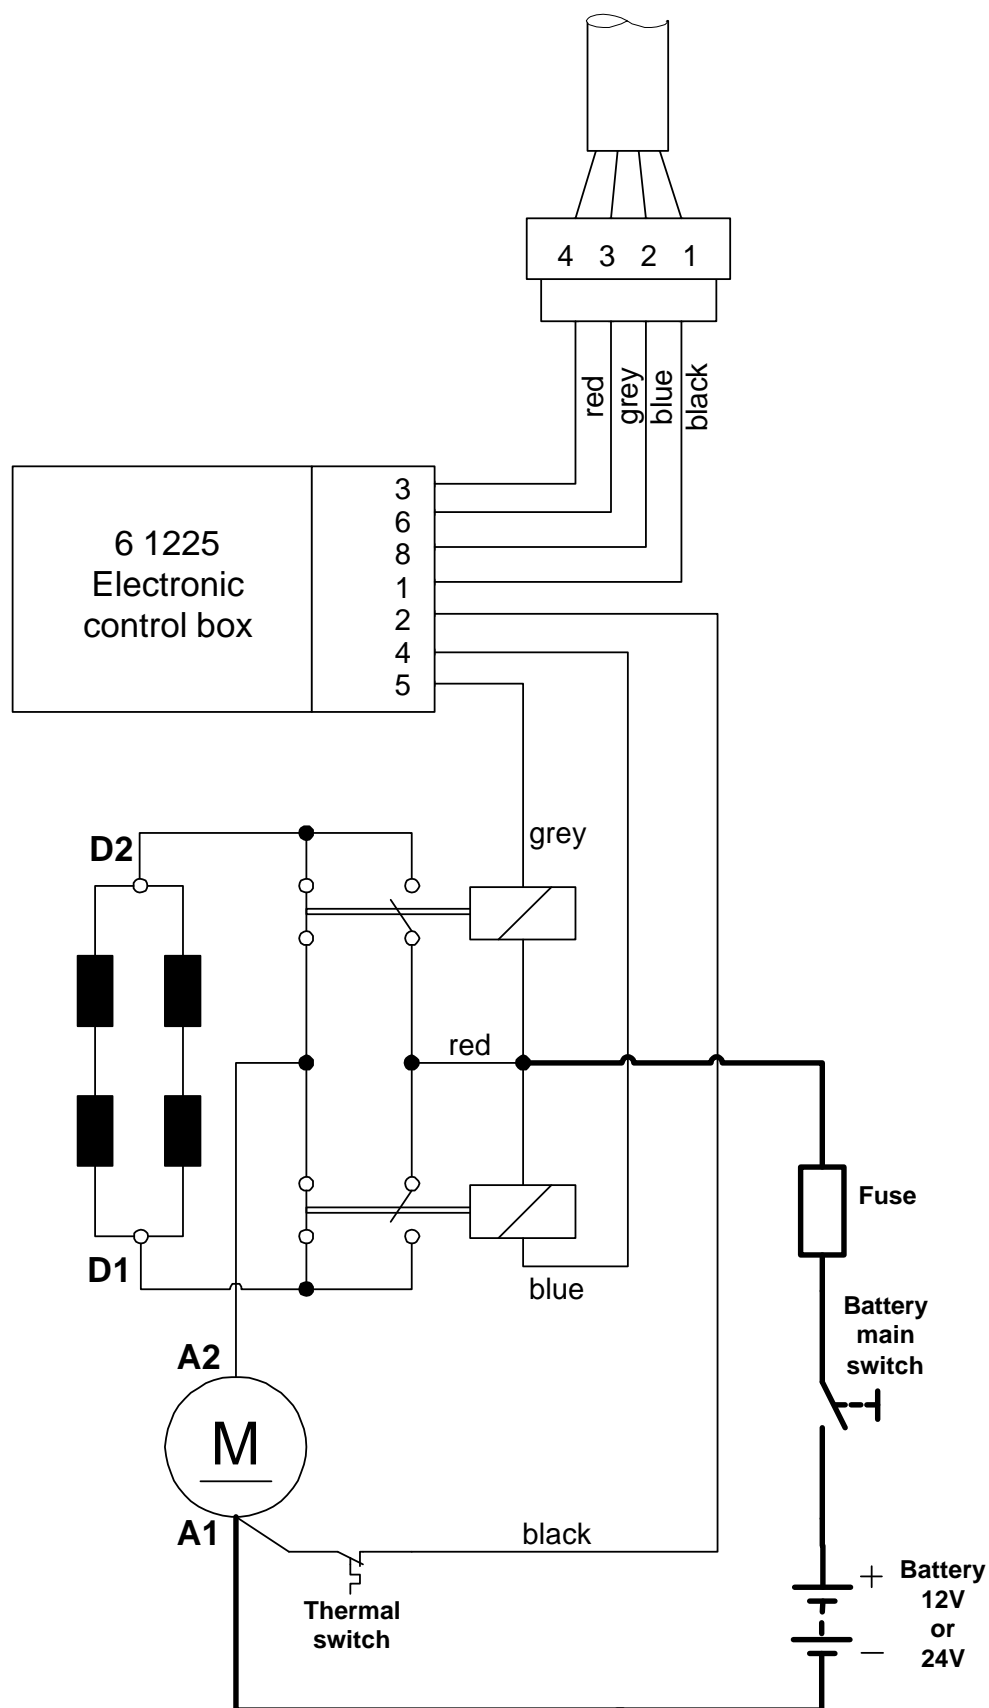 4 3 2 1
red
grey
blue
black
6 1225
Electronic
control box
3
6
8
1
2
4
5
grey
D2
red
Fuse
D1
blue
Battery
main
switch
A2
M
A1
black
Thermal
switch
+
Battery
12V
or
24V
–